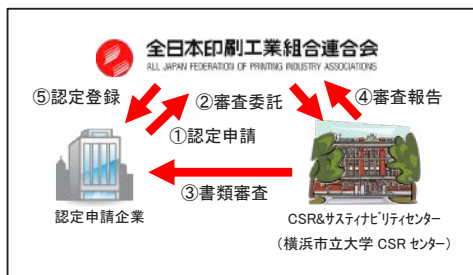 全日本印刷工業組合連合会
ALL JAPAN FEDERATION OF PRINTING INDUSTRY ASSOCIATIONS
⑤認定登録
②審査委託
④審査報告
①認定申請
③書類審査
認定申請企業
CSR&サスティナビリティセンター
（横浜市立大学 CSR センター）